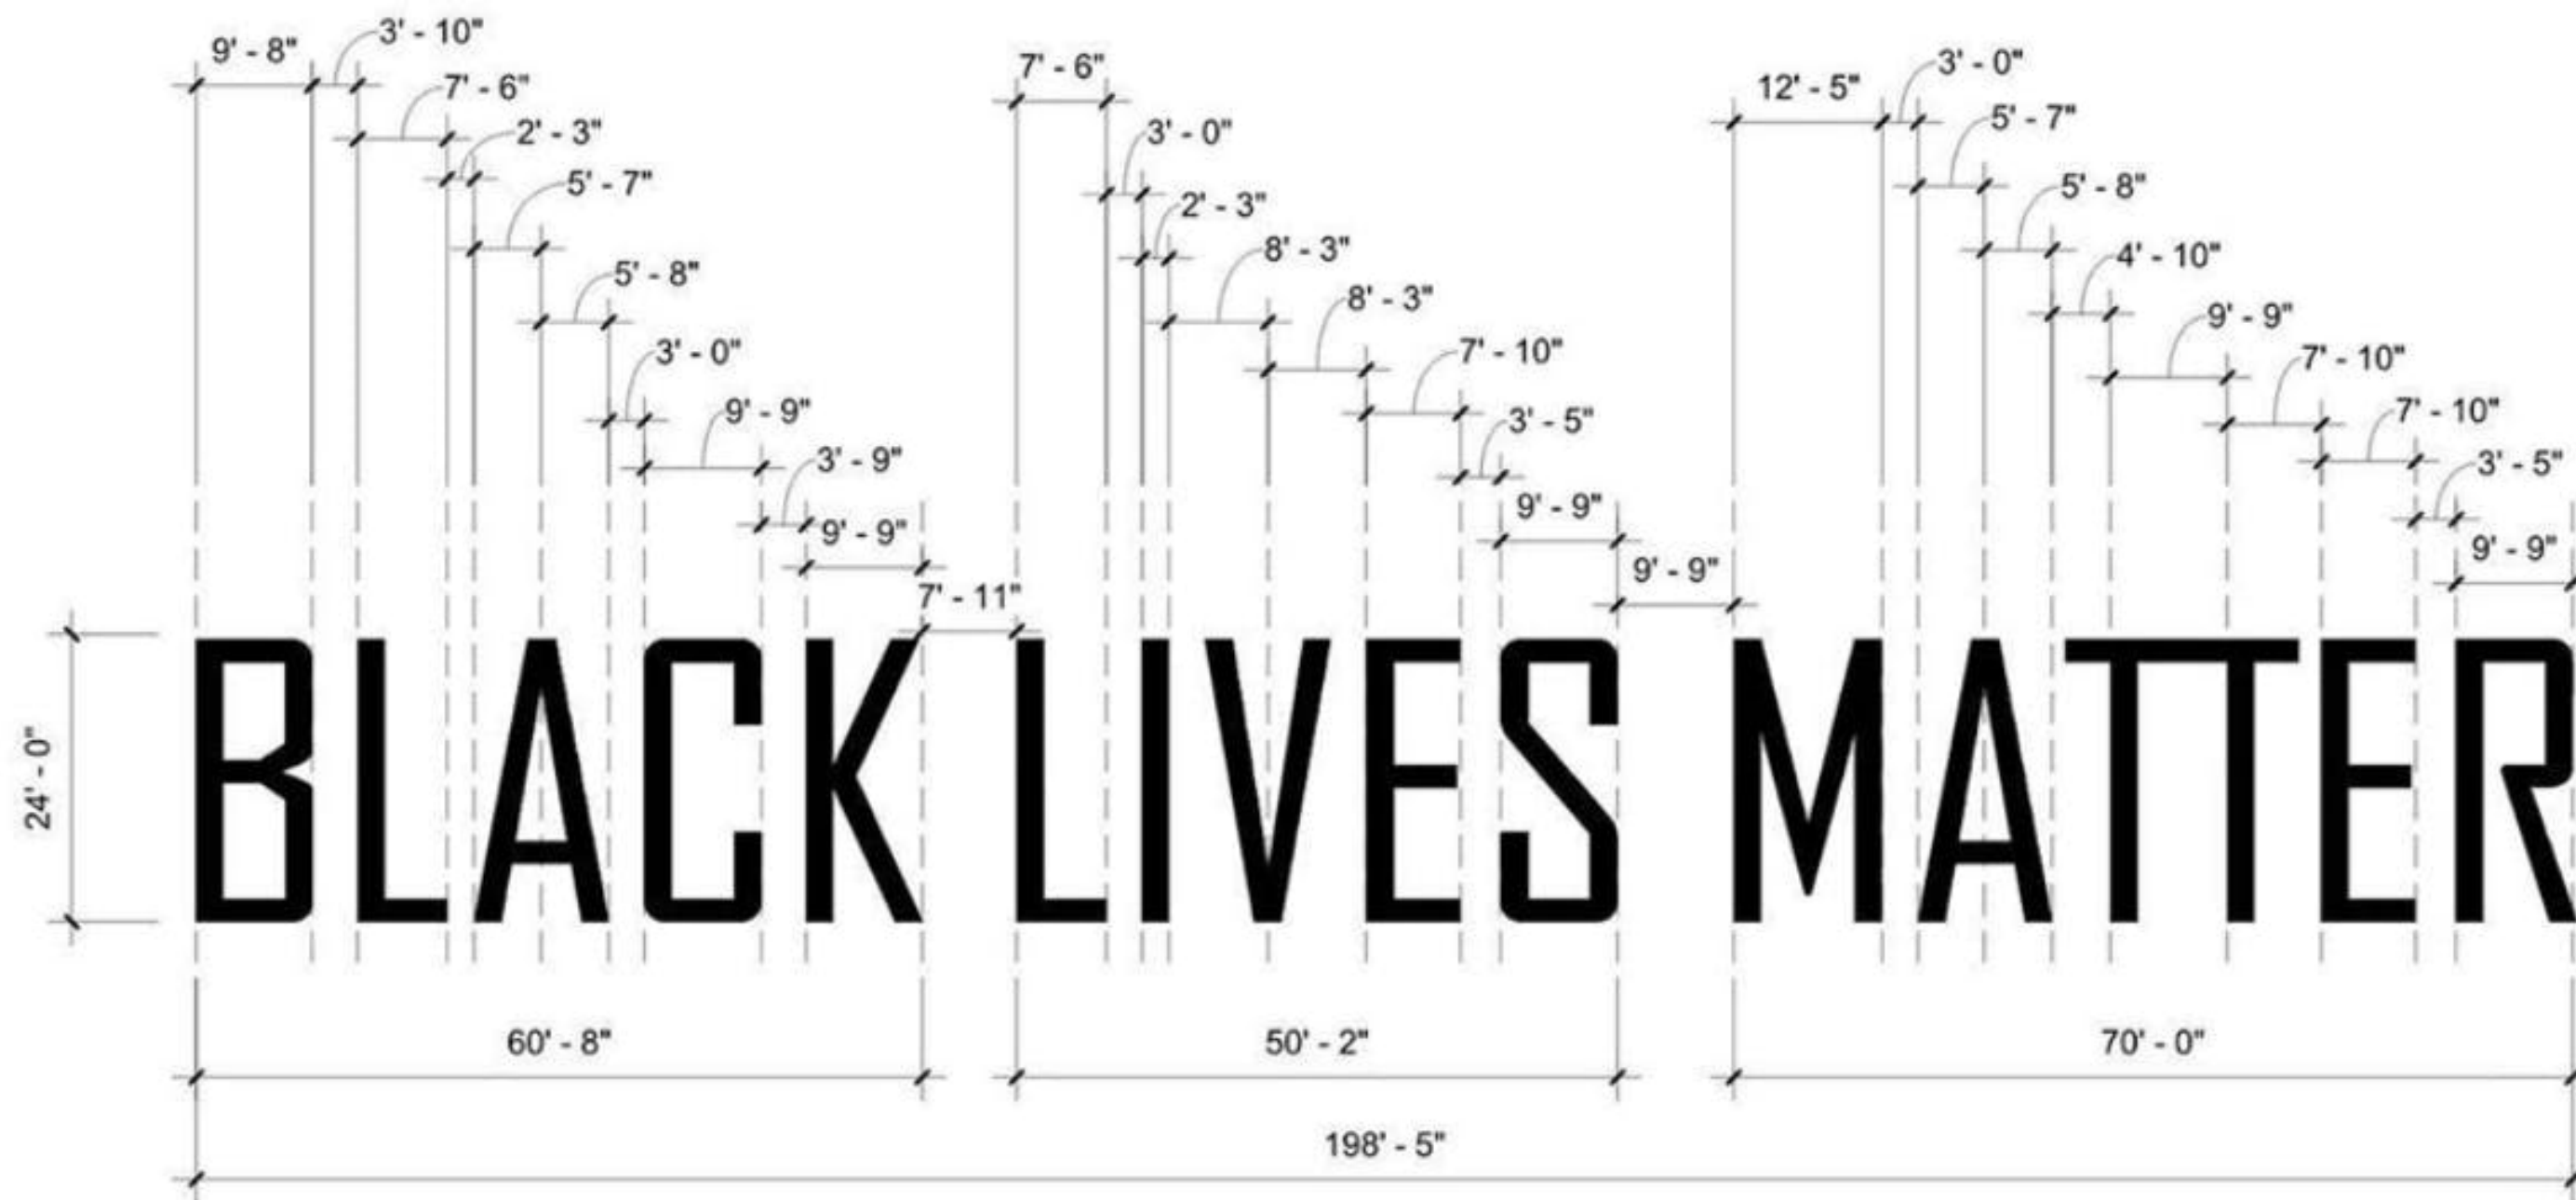 9' - 8" 3' - 10"
7' - 6"
2' - 3"
5' - 7"
5' - 8"
3' - 0"
9' - 9"
3' - 9"
9' - 9"
7' - 11"
7' - 6"
3' - 0"
2' - 3"
8' - 3"
8' - 3"
7' - 10"
3' - 5"
9' - 9"
9' - 9"
12' - 5" 3' - 0"
5' - 7"
5' - 8"
4' - 10"
9' - 9"
7' - 10"
7' - 10"
3' - 5"
9' - 9"
24' - 0"
BLACK LIVES MATTER
60' - 8" 50' - 2" 70' - 0"
198' - 5"